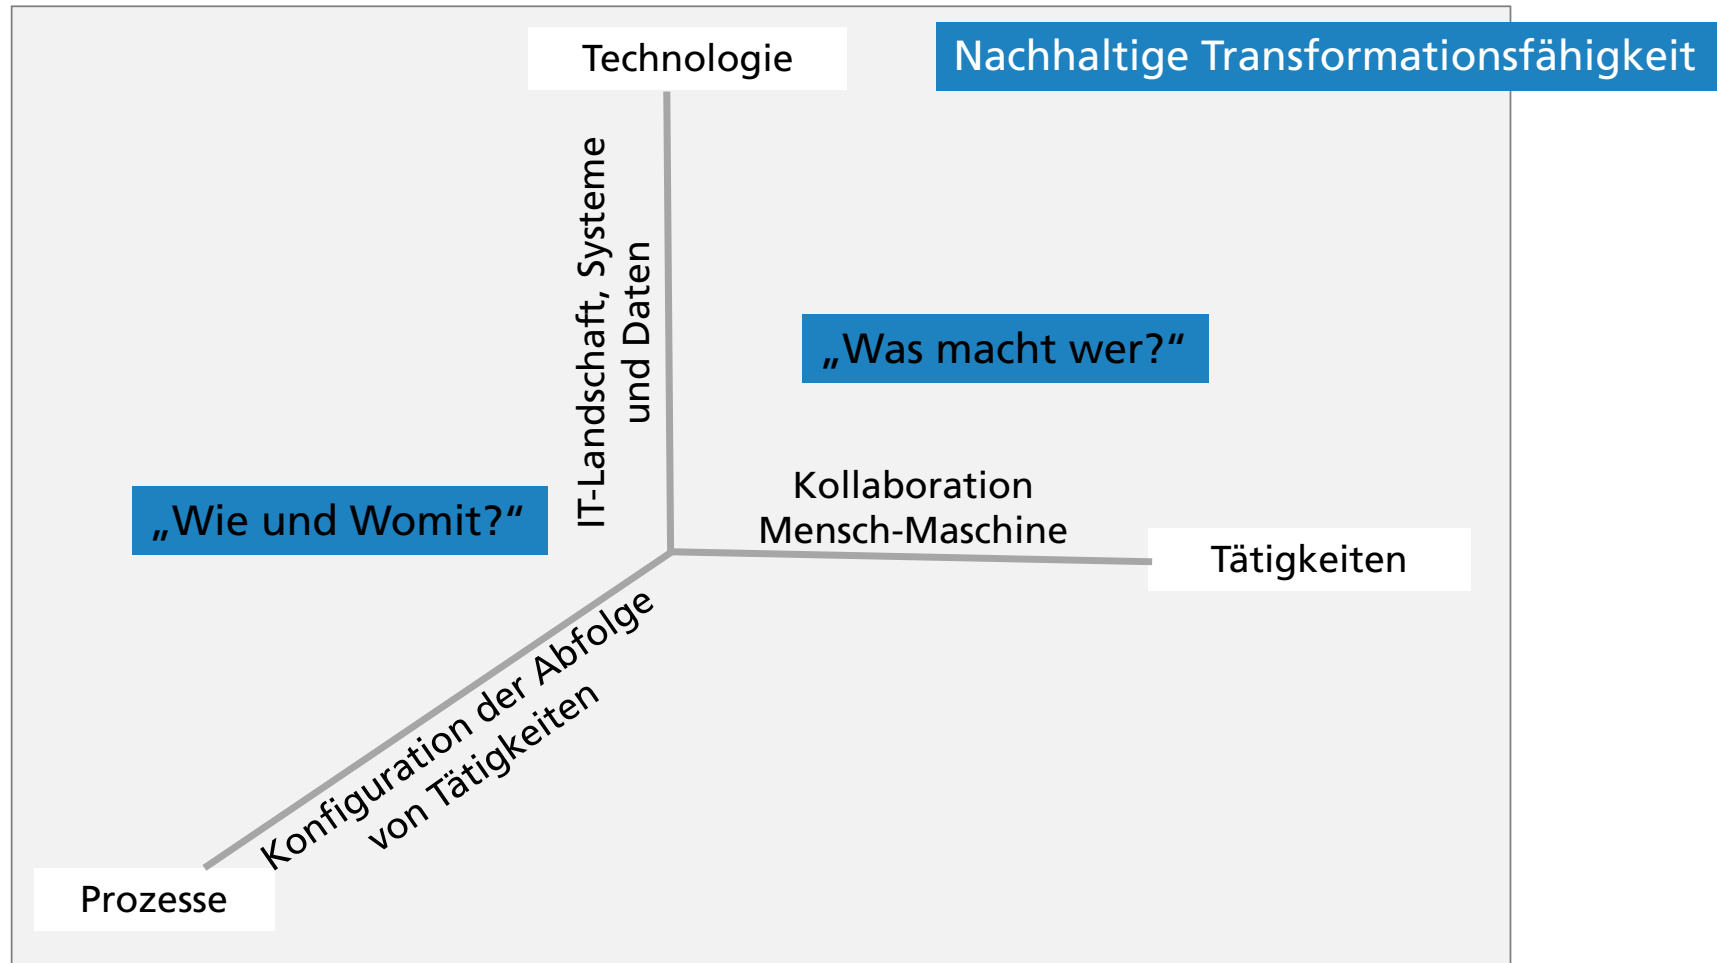 Technologie
Nachhaltige Transformationsfähigkeit
IT-Landschaft, Systeme
und Daten
„Was macht wer?“
„Wie und Womit?“
Kollaboration
Mensch-Maschine
Tätigkeiten
Konfiguration der Abfolge
von Tätigkeiten
Prozesse